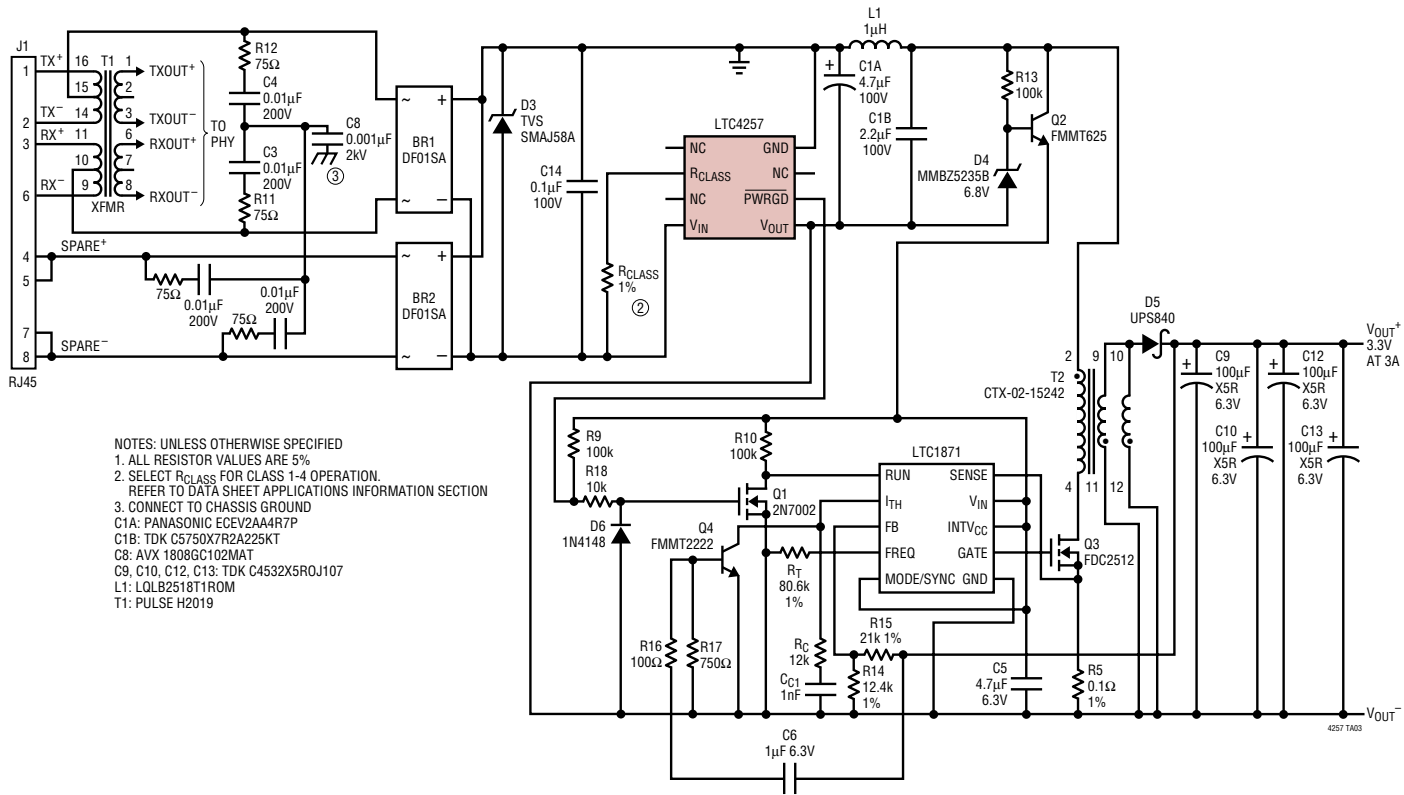 J1
1
TX+
16
T1
1
TXOUT+
15
2
2
TX−
14
3
TXOUT−
3
RX+
11
6
RXOUT+
10
7
6
RX−
9
8
RXOUT−
XFMR
TO
PHY
R12
75Ω
C4
0.01µF
200V
C3
0.01µF
200V
R11
75Ω
C8
0.001µF
2kV
3
~
+
BR1
DF01SA
~
−
4
SPARE+
5
7
8
SPARE−
RJ45
75Ω
0.01µF
200V
75Ω
0.01µF
200V
~
+
BR2
DF01SA
~
−
D3
TVS
SMAJ58A
C14
0.1µF
100V
LTC4257
NC
GND
RCLASS
NC
NC
PWRGD
VIN
VOUT
RCLASS
1%
2
L1
1µH
+
C1A
4.7µF
100V
C1B
2.2µF
100V
R13
100k
Q2
FMMT625
D4
MMBZ5235B
6.8V
D5
UPS840
2
9
10
T2
CTX-02-15242
4
11
12
+
C9
100µF
X5R
6.3V
+
C12
100µF
X5R
6.3V
C10
100µF
X5R
6.3V
+
C13
100µF
X5R
6.3V
+
VOUT+
3.3V
AT 3A
R9
100k
R18
10k
R10
100k
Q1
2N7002
D6
1N4148
Q4
FMMT2222
RT
80.6k
1%
LTC1871
RUN
SENSE
ITH
VIN
FB
INTVCC
FREQ
GATE
MODE/SYNC
GND
Q3
FDC2512
R16
100Ω
R17
750Ω
RC
12k
CC1
1nF
R15
21k 1%
R14
12.4k
1%
C5
4.7µF
6.3V
R5
0.1Ω
1%
VOUT−
C6
1µF 6.3V
4257 TA03
NOTES: UNLESS OTHERWISE SPECIFIED
1. ALL RESISTOR VALUES ARE 5%
2. SELECT RCLASS FOR CLASS 1-4 OPERATION.
REFER TO DATA SHEET APPLICATIONS INFORMATION SECTION
3. CONNECT TO CHASSIS GROUND
C1A: PANASONIC ECEV2AA4R7P
C1B: TDK C5750X7R2A225KT
C8: AVX 1808GC102MAT
C9, C10, C12, C13: TDK C4532X5ROJ107
L1: LQLB2518T1ROM
T1: PULSE H2019